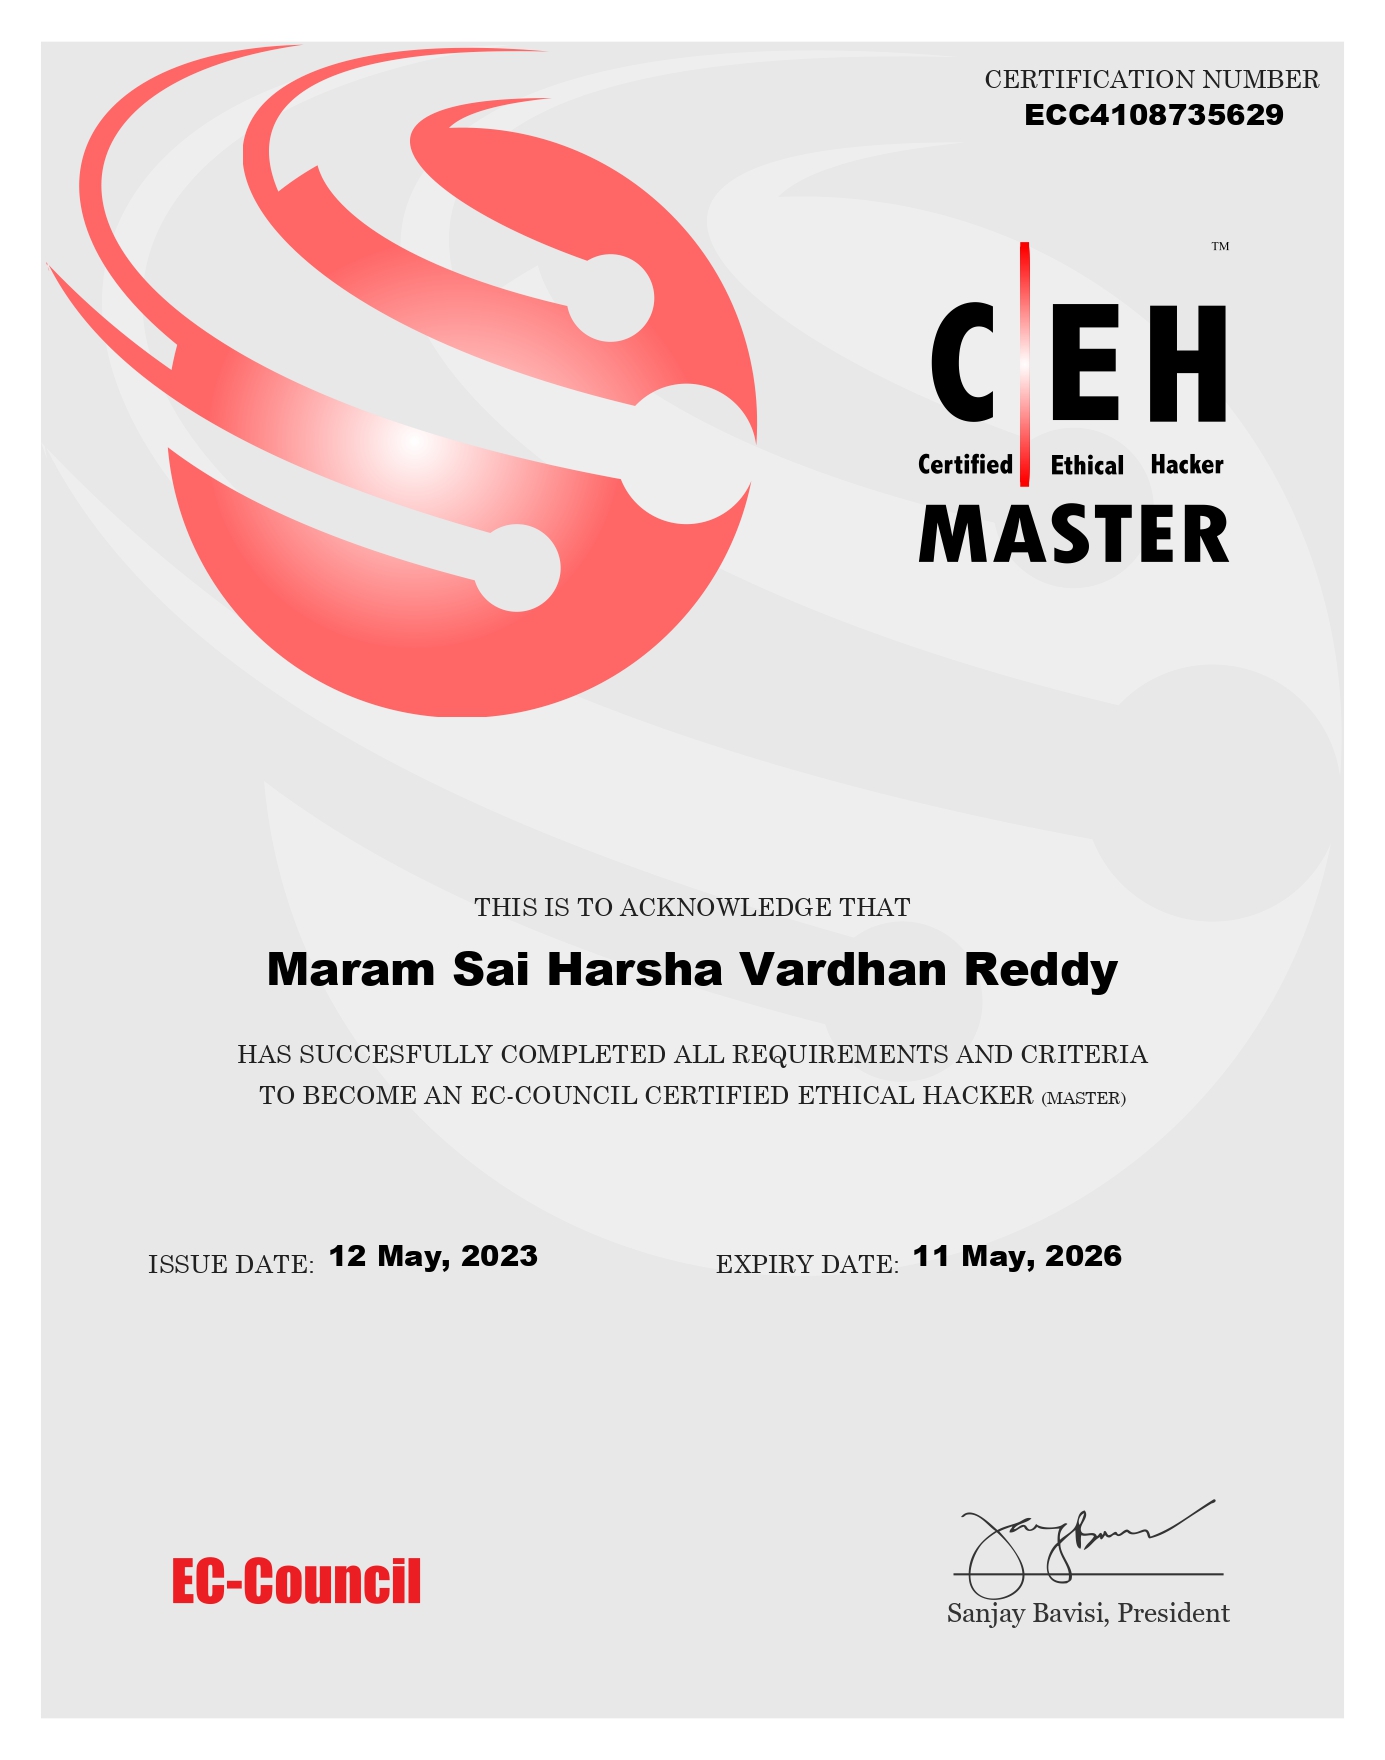 CERTIFICATION NUMBER
ECC4108735629
TM
C EH
Certified Ethical Hacker
MASTER
THIS IS TO ACKNOWLEDGE THAT
Maram Sai Harsha Vardhan Reddy
HAS SUCCESFULLY COMPLETED ALL REQUIREMENTS AND CRITERIA
TO BECOME AN EC-COUNCIL CERTIFIED ETHICAL HACKER (MASTER)
ISSUE DATE: 12 May, 2023 EXPIRY DATE: 11 May, 2026
EC-Council
Sanjay Bavisi, President